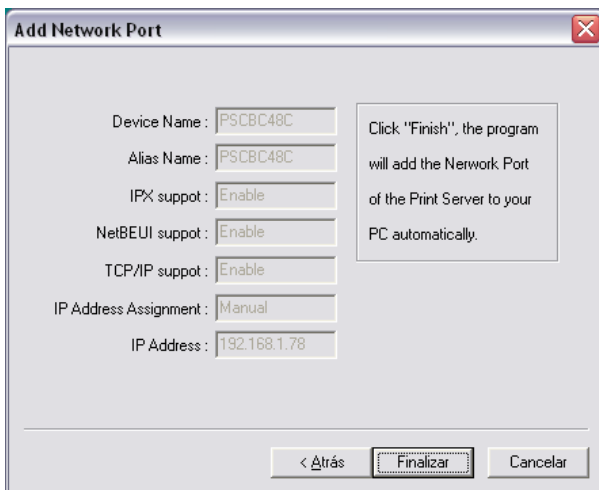 Add Network Port
Device Name : PSCBC48C
Alias Name : PSCBC48C
IPX suppot : Enable
NetBEUI suppot : Enable
TCP/IP suppot : Enable
IP Address Assignment : Manual
IP Address : 192.168.1.78
Click "Finish", the program
will add the Nerwork Port
of the Print Server to your
PC automatically.
< Atrás
Finalizar
Cancelar